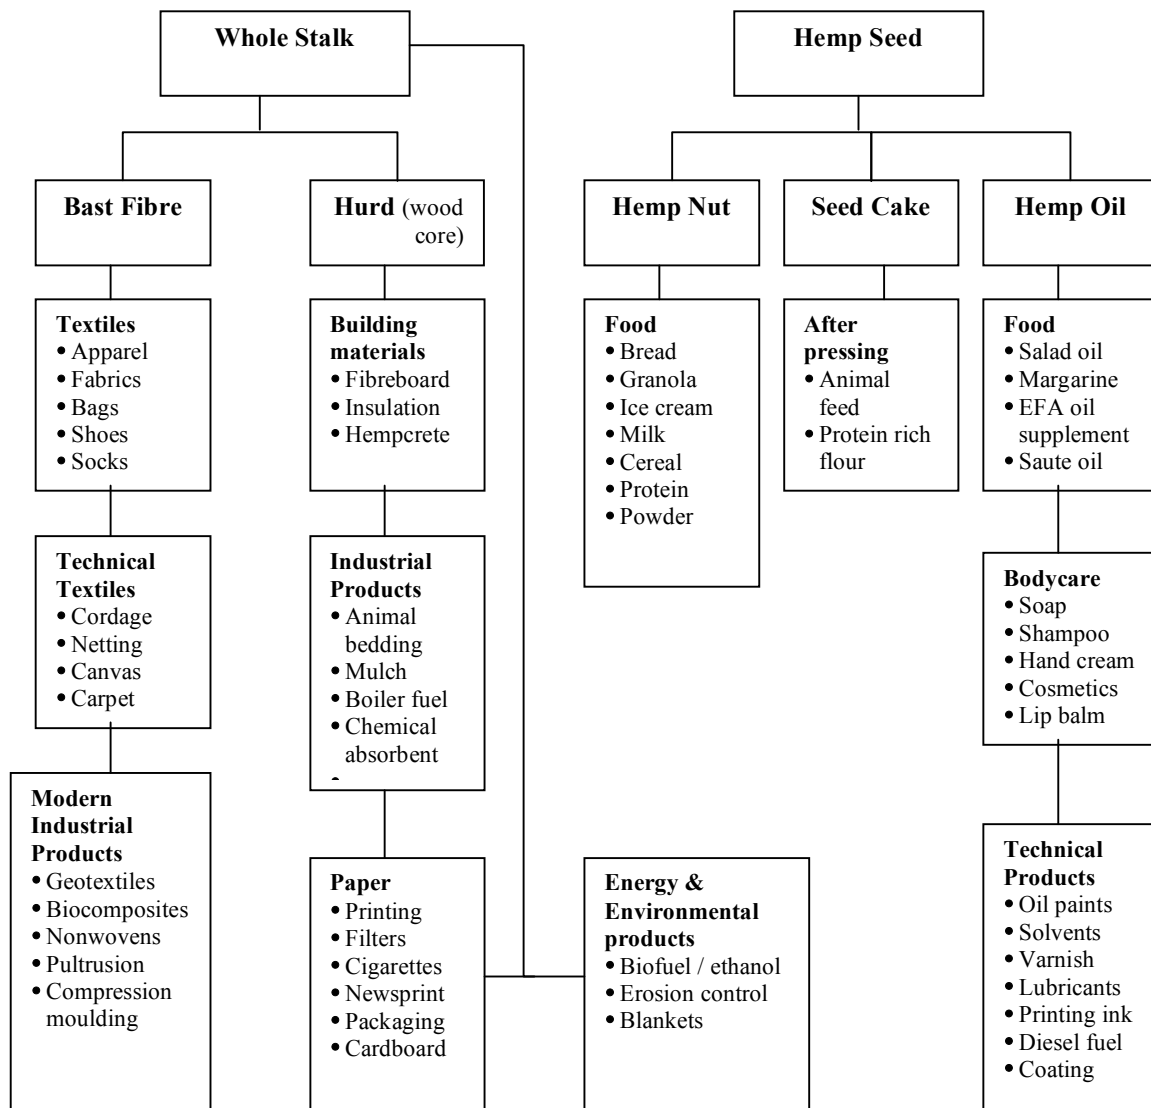 Whole Stalk
Hemp Seed
Bast Fibre
Hurd (wood
core)
Hemp Nut
Seed Cake
Hemp Oil
Textiles
• Apparel
• Fabrics
• Bags
• Shoes
• Socks
Building
materials
• Fibreboard
• Insulation
• Hempcrete
Food
• Bread
• Granola
• Ice cream
• Milk
• Cereal
• Protein
• Powder
After
pressing
• Animal
feed
• Protein rich
flour
Food
• Salad oil
• Margarine
• EFA oil
supplement
• Saute oil
Technical
Textiles
• Cordage
• Netting
• Canvas
• Carpet
Industrial
Products
• Animal
bedding
• Mulch
• Boiler fuel
• Chemical
absorbent
•
Bodycare
• Soap
• Shampoo
• Hand cream
• Cosmetics
• Lip balm
Modern
Industrial
Products
• Geotextiles
• Biocomposites
• Nonwovens
• Pultrusion
• Compression
moulding
Paper
• Printing
• Filters
• Cigarettes
• Newsprint
• Packaging
• Cardboard
Energy &
Environmental
products
• Biofuel / ethanol
• Erosion control
• Blankets
Technical
Products
• Oil paints
• Solvents
• Varnish
• Lubricants
• Printing ink
• Diesel fuel
• Coating